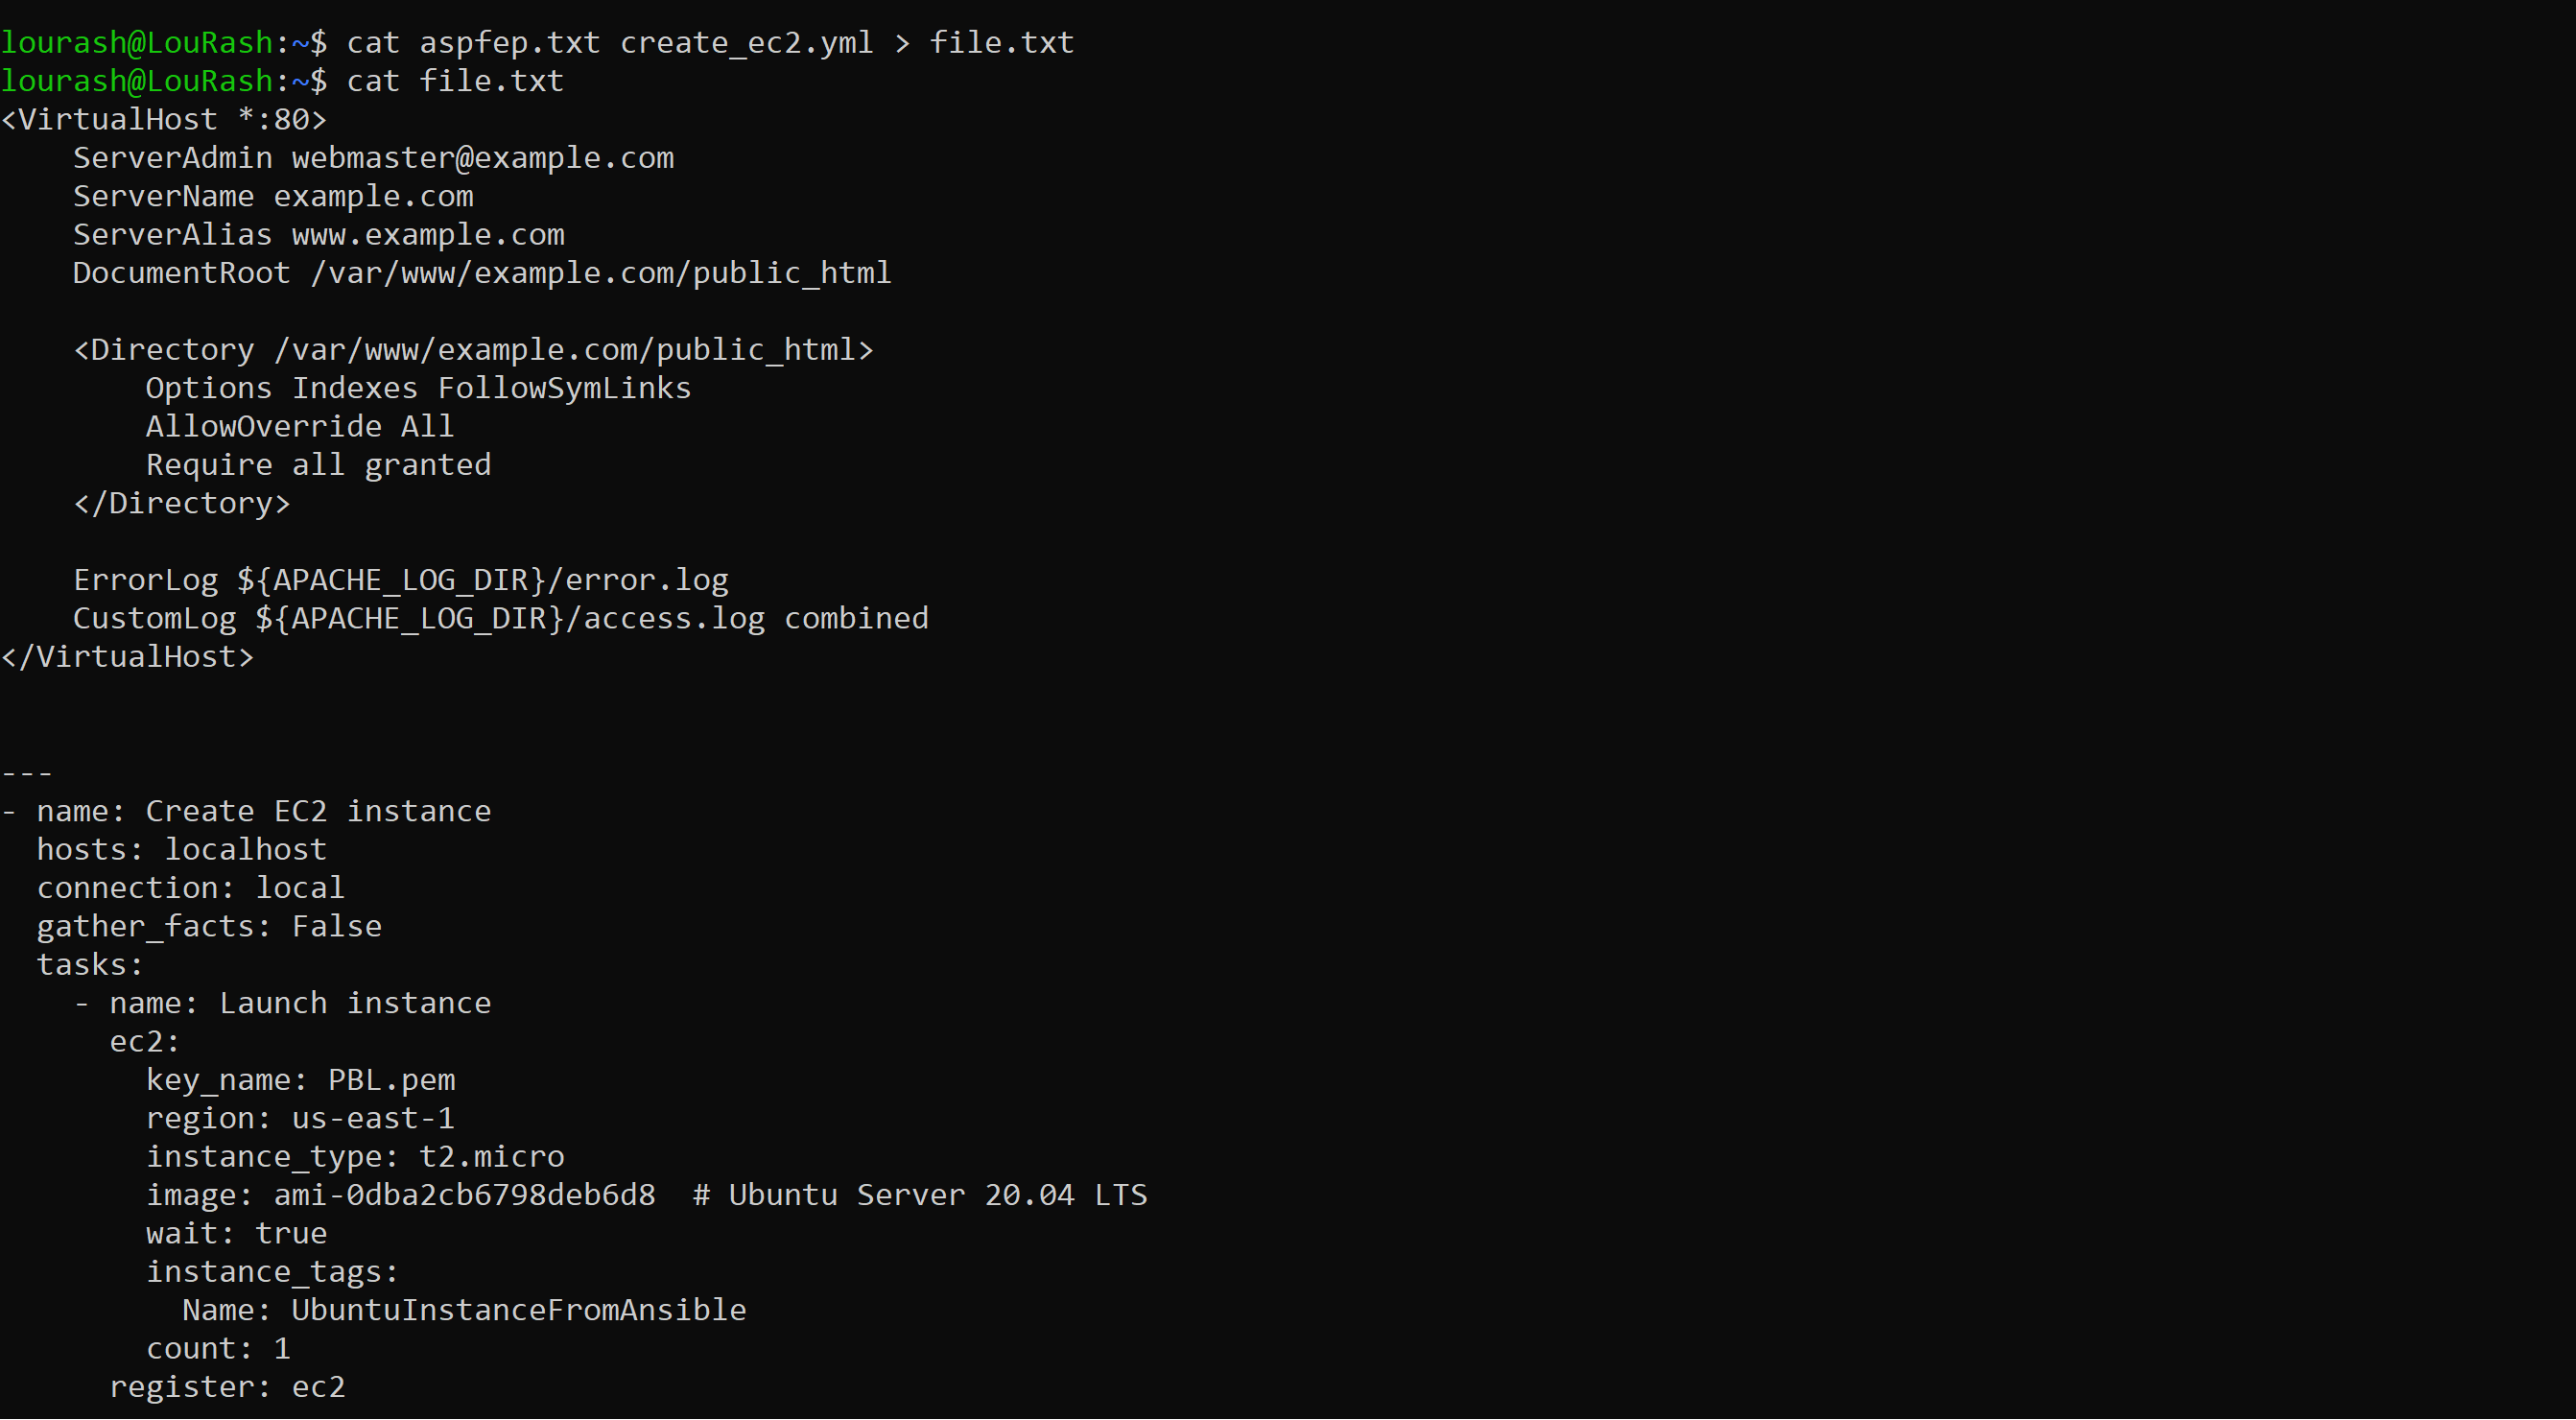 lourash@LouRash:~$ cat aspfep.txt create_ec2.yml > file.txt
lourash@LouRash:~$ cat file.txt
<VirtualHost *:80>
    ServerAdmin webmaster@example.com
    ServerName example.com
    ServerAlias www.example.com
    DocumentRoot /var/www/example.com/public_html

    <Directory /var/www/example.com/public_html>
        Options Indexes FollowSymLinks
        AllowOverride All
        Require all granted
    </Directory>

    ErrorLog ${APACHE_LOG_DIR}/error.log
    CustomLog ${APACHE_LOG_DIR}/access.log combined
</VirtualHost>


---
- name: Create EC2 instance
  hosts: localhost
  connection: local
  gather_facts: False
  tasks:
    - name: Launch instance
      ec2:
        key_name: PBL.pem
        region: us-east-1
        instance_type: t2.micro
        image: ami-0dba2cb6798deb6d8  # Ubuntu Server 20.04 LTS
        wait: true
        instance_tags:
          Name: UbuntuInstanceFromAnsible
        count: 1
      register: ec2